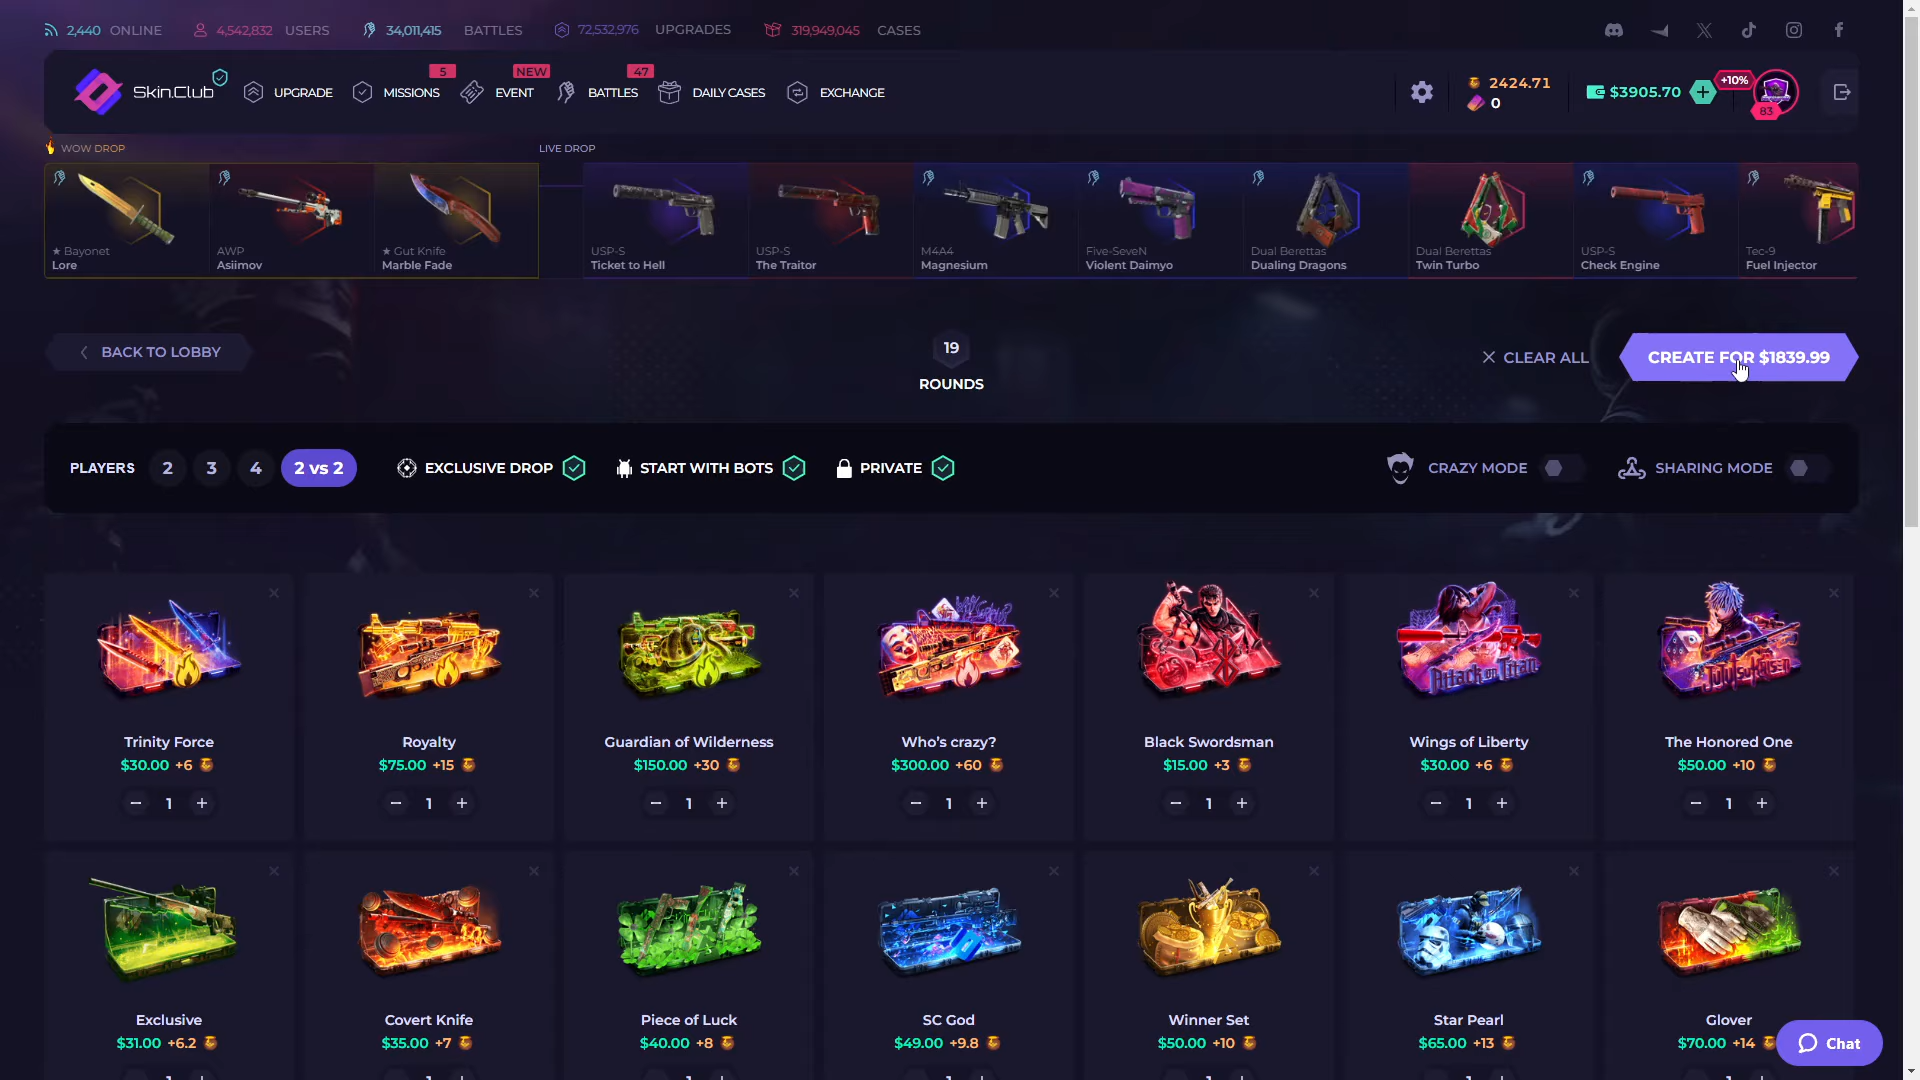 2,440 ONLINE 4,542,832 USERS 34,011,415 BATTLES 72,532,976 UPGRADES 319,949,045 CASES
5 NEW 47
Skin.Club UPGRADE MISSIONS EVENT BATTLES DAILY CASES EXCHANGE
2424.71
0
$3905.70
+10%
83
WOW DROP LIVE DROP
★ Bayonet
Lore
AWP
Asiimov
★ Gut Knife
Marble Fade
USP-S
Ticket to Hell
USP-S
The Traitor
M4A4
Magnesium
Five-SeveN
Violent Daimyo
Dual Berettas
Dualing Dragons
Dual Berettas
Twin Turbo
USP-S
Check Engine
Tec-9
Fuel Injector
BACK TO LOBBY
19
ROUNDS
CLEAR ALL
CREATE FOR $1839.99
PLAYERS 2 3 4 2 vs 2 EXCLUSIVE DROP START WITH BOTS PRIVATE CRAZY MODE SHARING MODE
Attack on Titan
Jujutsu Kaisen
Trinity Force
$30.00 +6
1
Royalty
$75.00 +15
1
Guardian of Wilderness
$150.00 +30
1
Who's crazy?
$300.00 +60
1
Black Swordsman
$15.00 +3
1
Wings of Liberty
$30.00 +6
1
The Honored One
$50.00 +10
1
Exclusive
$31.00 +6.2
Covert Knife
$35.00 +7
Piece of Luck
$40.00 +8
SC God
$49.00 +9.8
Winner Set
$50.00 +10
Star Pearl
$65.00 +13
Glover
$70.00 +14
Chat